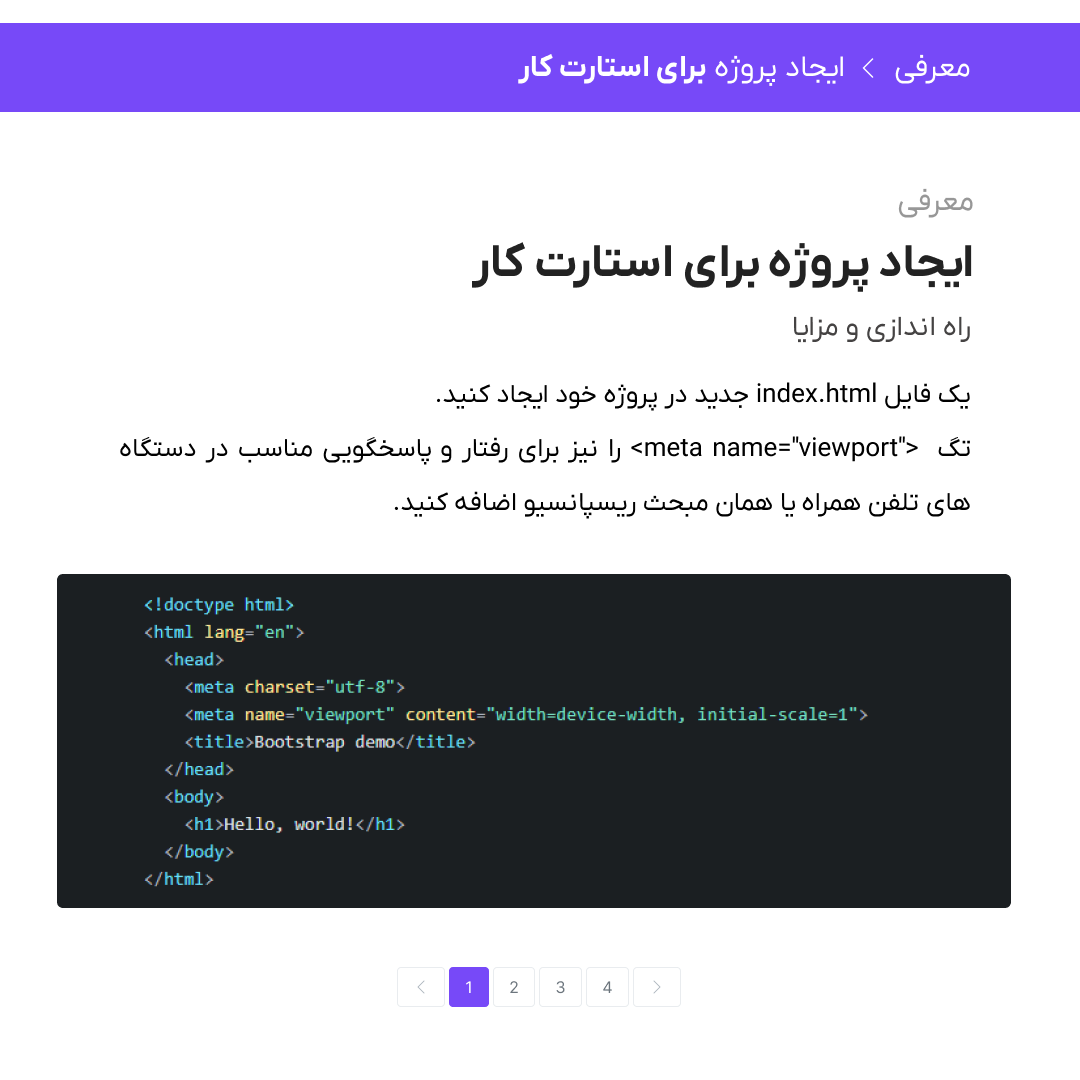 معرفی > ایجاد پروژه برای استارت کار
معرفی
ایجاد پروژه برای استارت کار
راه اندازی و مزایا
یک فایل index.html جدید در پروژه خود ایجاد کنید.
تگ <meta name="viewport"> را نیز برای رفتار و پاسخگویی مناسب در دستگاه
های تلفن همراه یا همان مبحث ریسپانسیو اضافه کنید.
<!doctype html>
<html lang="en">
<head>
<meta charset="utf-8">
<meta name="viewport" content="width=device-width, initial-scale=1">
<title>Bootstrap demo</title>
</head>
<body>
<h1>Hello, world!</h1>
</body>
</html>
< 1 2 3 4 >